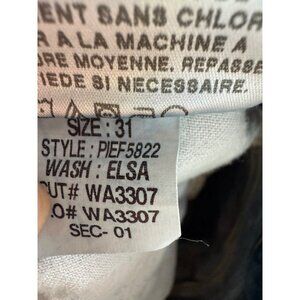 ENT SANS CHLOR
R A LA MACHINE A
URE MOYENNE. REPASSE
IEDE SI NECESSAIRE.
SIZE: 31
STYLE: PIEF5822
WASH: ELSA
CUT# WA3307
LO# WA3307
SEC- 01